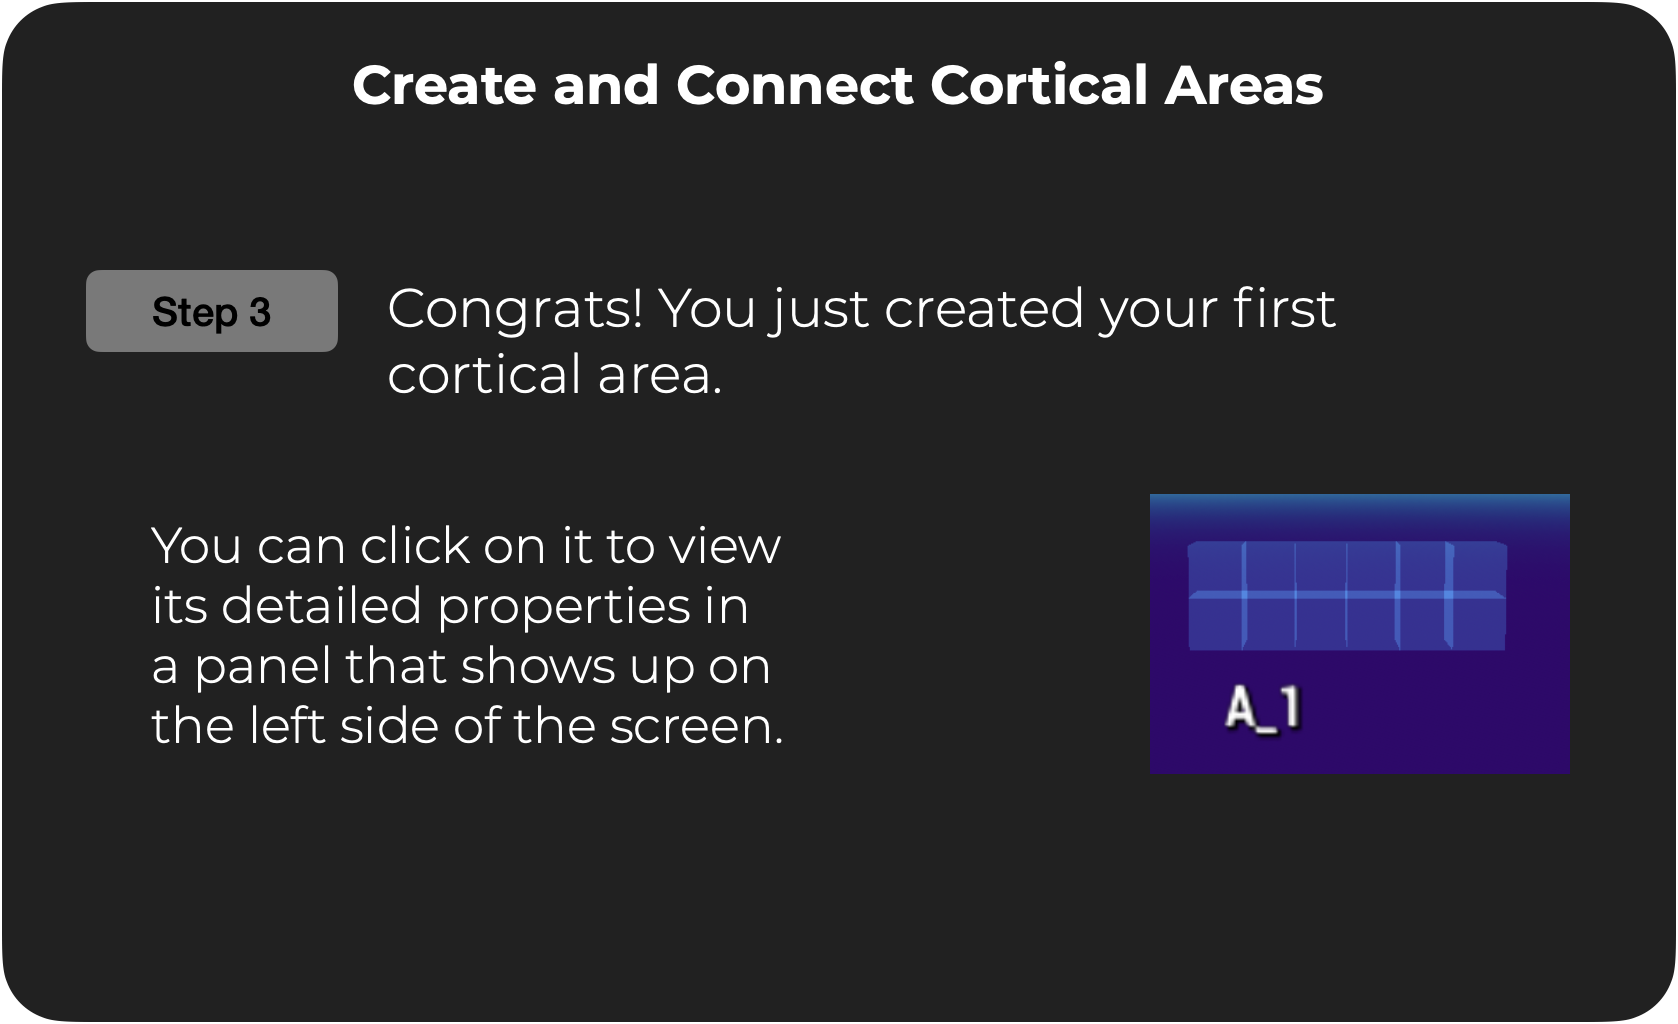 Create and Connect Cortical Areas
Step 3
Congrats! You just created your first
cortical area.
You can click on it to view
its detailed properties in
a panel that shows up on
the left side of the screen.
A_1